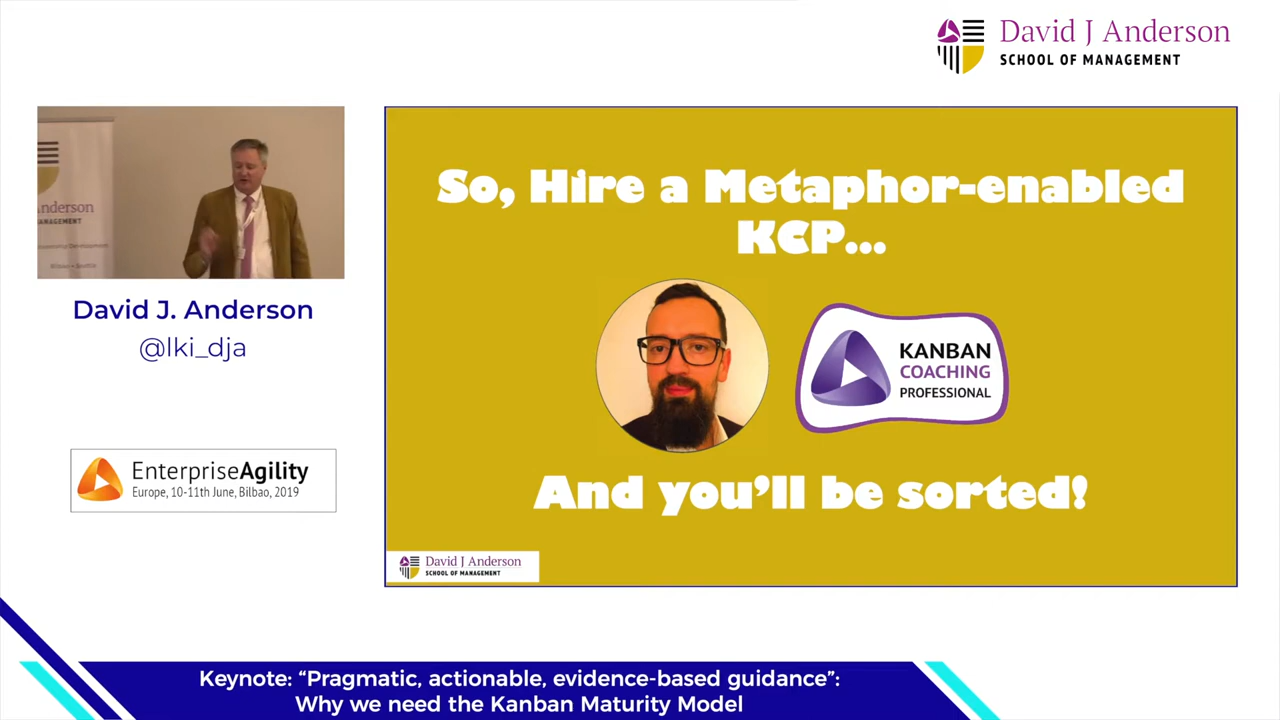 David J Anderson
SCHOOL OF MANAGEMENT
nderson
NAGEMENT
David J. Anderson
@lki_dja
EnterpriseAgility
Europe, 10-11th June, Bilbao, 2019
So, Hire a Metaphor-enabled
KCP...
KANBAN
COACHING
PROFESSIONAL
And you'll be sorted!
David J Anderson
SCHOOL OF MANAGEMENT
Keynote: “Pragmatic, actionable, evidence-based guidance”:
Why we need the Kanban Maturity Model